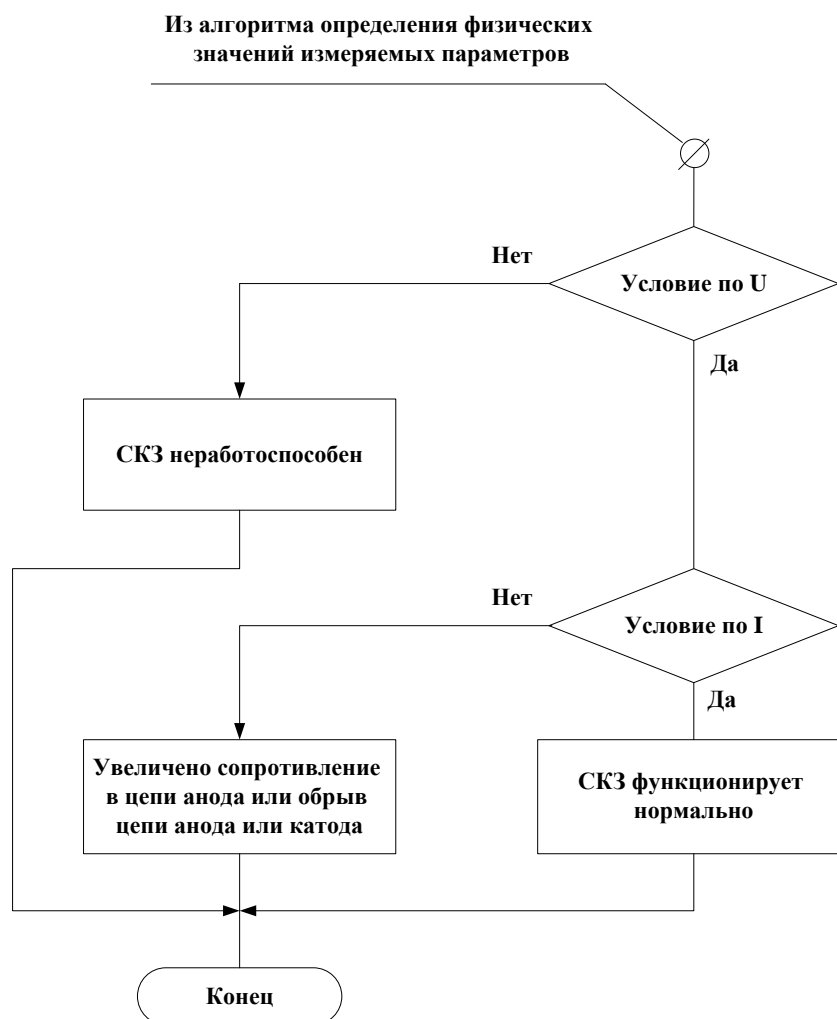 Из алгоритма определения физических
значений измеряемых параметров
Нет
Условие по U
Да
СКЗ неработоспособен
Нет
Условие по I
Да
Увеличено сопротивление
в цепи анода или обрыв
цепи анода или катода
СКЗ функционирует
нормально
Конец